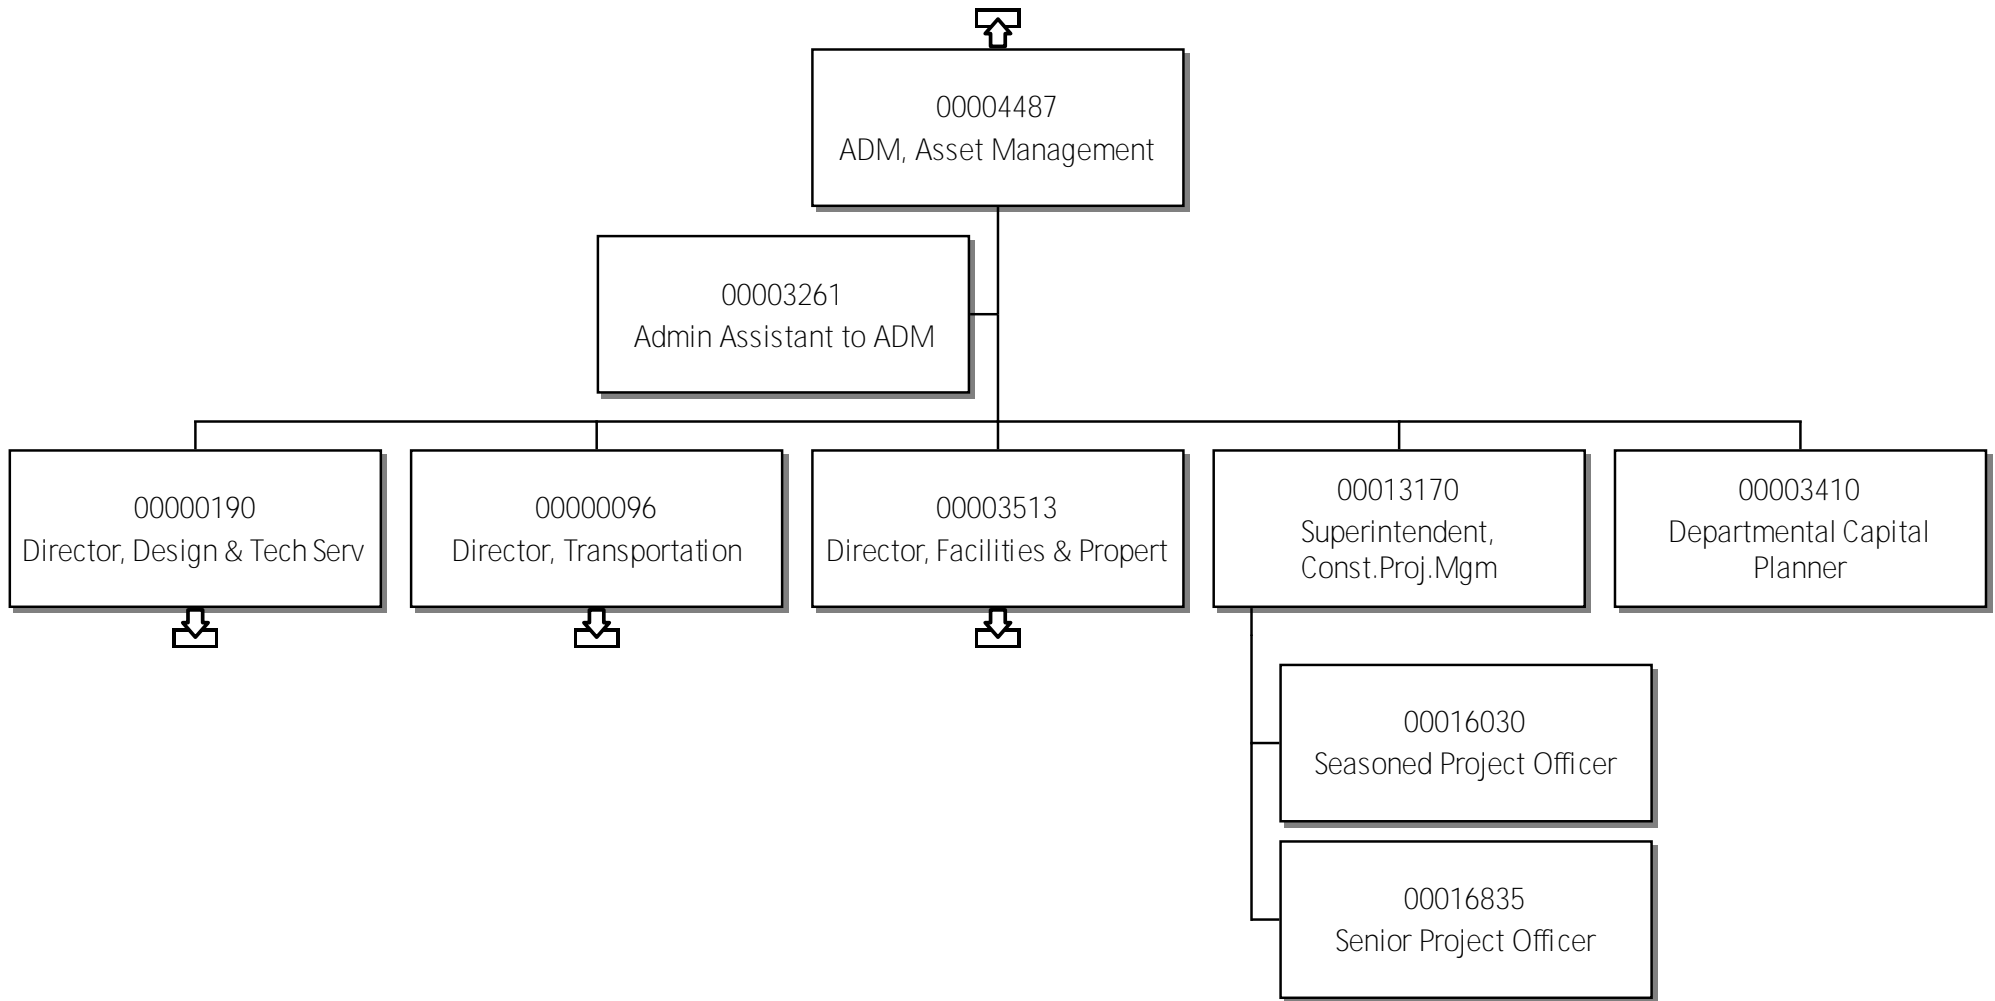 00004487
ADM, Asset Management
00003261
Admin Assistant to ADM
00000190
Director, Design & Tech Serv
00000096
Director, Transportation
00003513
Director, Facilities & Propert
00013170
Superintendent,
Const.Proj.Mgm
00003410
Departmental Capital
Planner
00016030
Seasoned Project Officer
00016835
Senior Project Officer